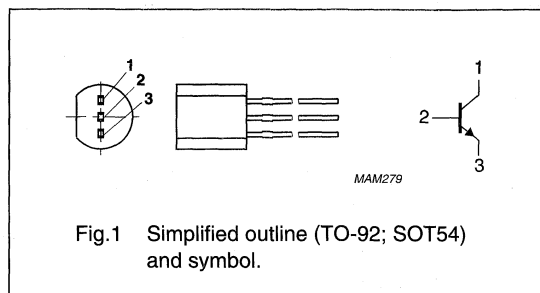 1
2
3
1
2
3
MAM279
Fig.1 Simplified outline (TO-92; SOT54)
and symbol.